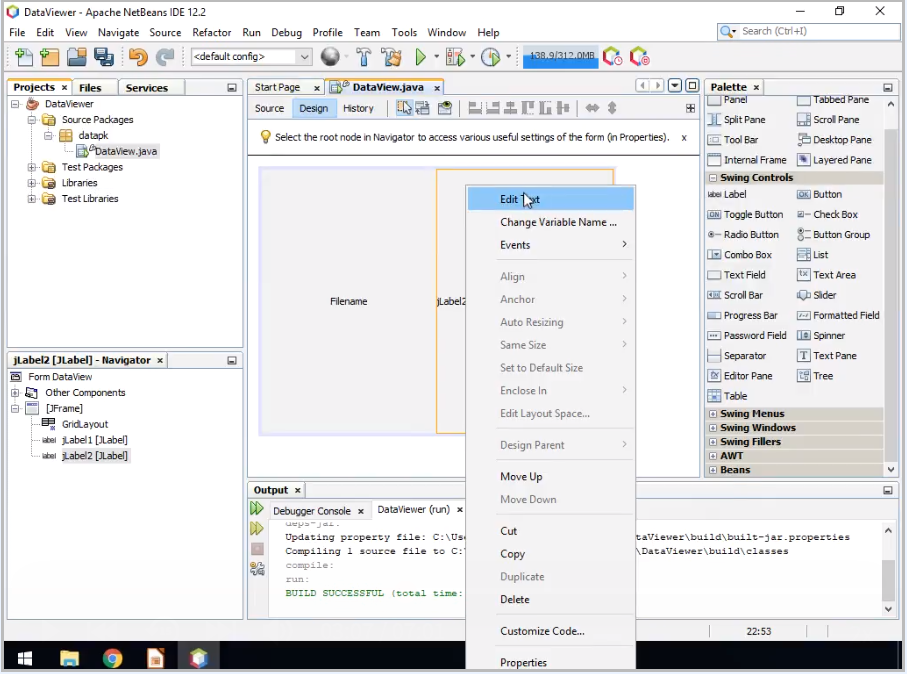 DataViewer - Apache NetBeans IDE 12.2
File Edit View Navigate Source Refactor Run Debug Profile Team Tools Window Help
Search (Ctrl+I)
<default config>
138.9/312.0MB
Projects Files Services
DataViewer
Source Packages
datapk
DataView.java
Test Packages
Libraries
Test Libraries
jLabel2 [JLabel] - Navigator
Form DataView
Other Components
[JFrame]
GridLayout
label jLabel1 [JLabel]
label jLabel2 [JLabel]
Start Page DataView.java
Source Design History
Select the root node in Navigator to access various useful settings of the form (in Properties). x
Filename
jLabel2
Edit Text
Change Variable Name ...
Events
Align
Anchor
Auto Resizing
Same Size
Set to Default Size
Enclose In
Edit Layout Space...
Design Parent
Move Up
Move Down
Cut
Copy
Duplicate
Delete
Customize Code...
Properties
Palette
Panel Tabbed Pane
Split Pane Scroll Pane
Tool Bar Desktop Pane
Internal Frame Layered Pane
Swing Controls
label Label OK Button
ON Toggle Button Check Box
Radio Button Button Group
Combo Box List
Text Field Text Area
Scroll Bar Slider
Progress Bar Formatted Field
Password Field Spinner
Separator Text Pane
Editor Pane Tree
Table
Swing Menus
Swing Windows
Swing Fillers
AWT
Beans
Output
Debugger Console DataViewer (run)
deps-jar:
Updating property file: C:\Use taViewer\build\built-jar.properties
Compiling 1 source file to C:\ \DataViewer\build\classes
compile:
run:
BUILD SUCCESSFUL (total time:
22:53